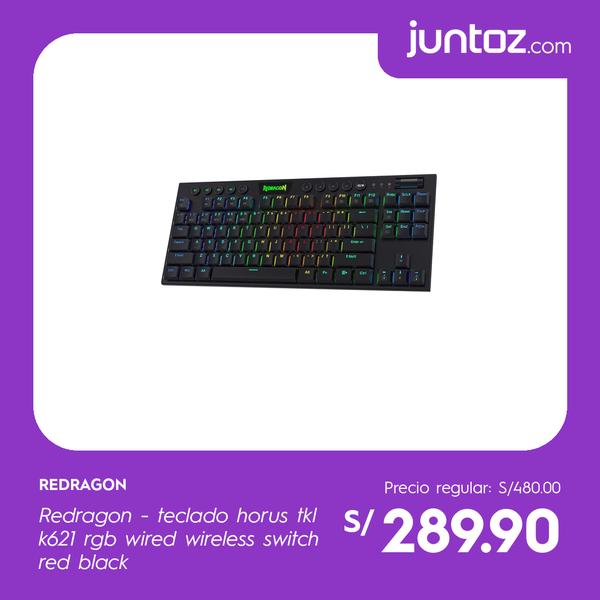 juntoz.com
REDRAGON
REDRAGON
Precio regular: S/480.00
Redragon - teclado horus tkl
k621 rgb wired wireless switch
red black
S/ 289.90